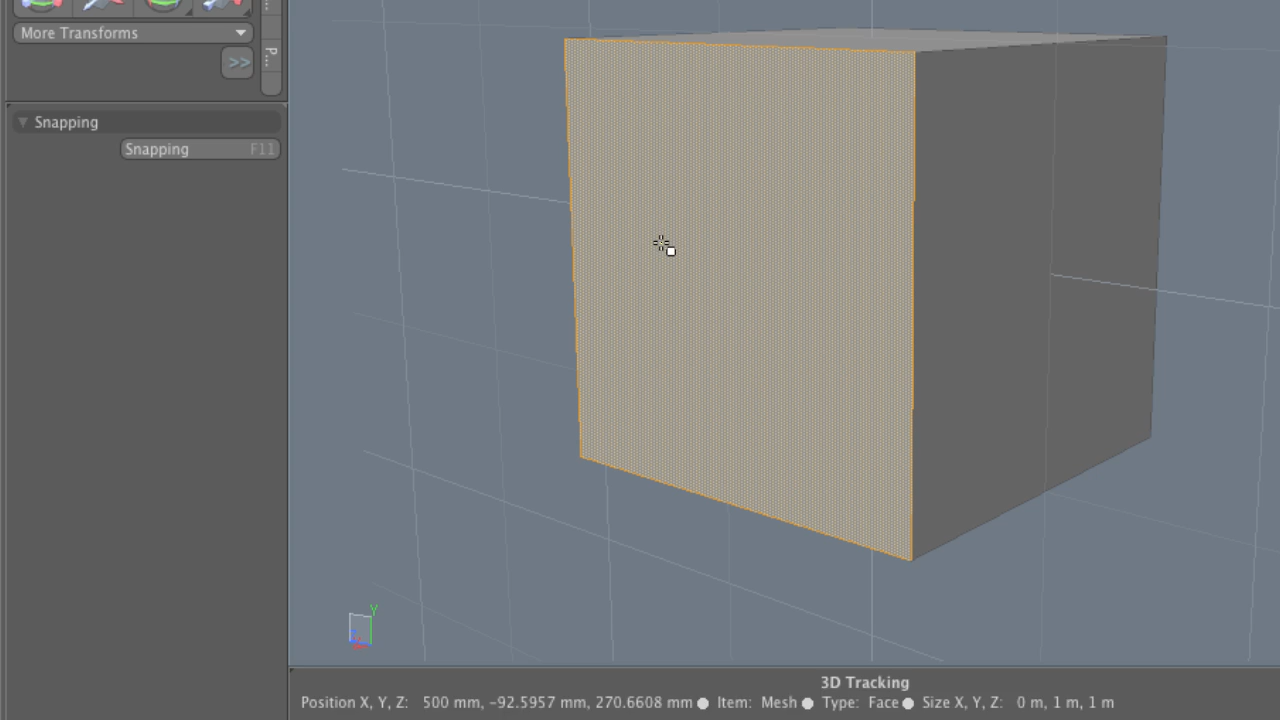 More Transforms
>>
P...
Snapping
Snapping F11
Y
3D Tracking
Position X, Y, Z: 500 mm, -92.5957 mm, 270.6608 mm ● Item: Mesh ● Type: Face ● Size X, Y, Z: 0 m, 1 m, 1 m